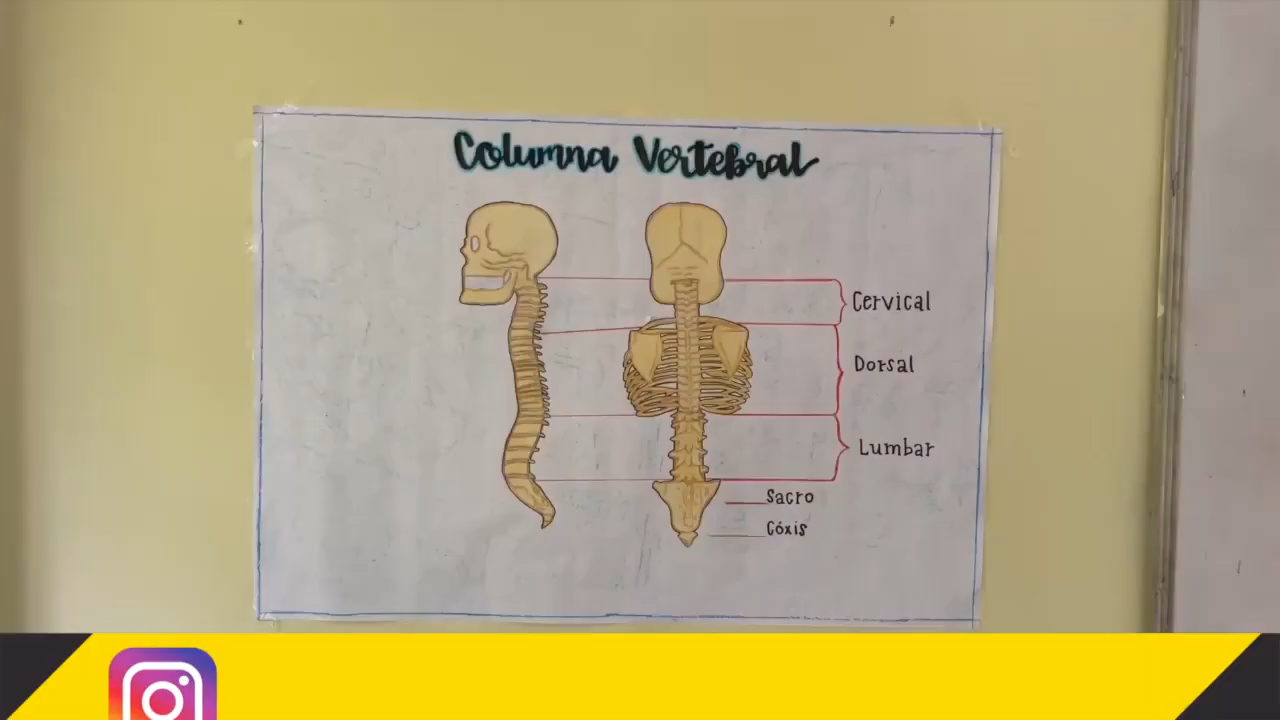 Columna Vertebral
Cervical
Dorsal
Lumbar
Sacro
Cóxis